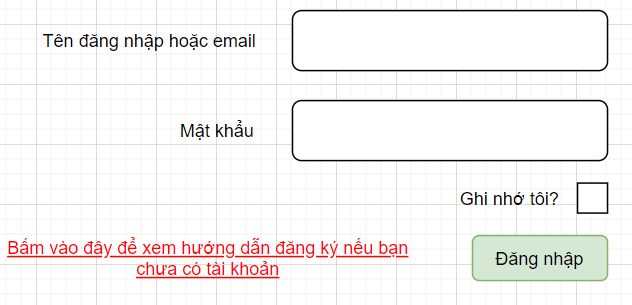 Tên đăng nhập hoặc email
Mật khẩu
Ghi nhớ tôi?
Bấm vào đây để xem hướng dẫn đăng ký nếu bạn
chưa có tài khoản
Đăng nhập